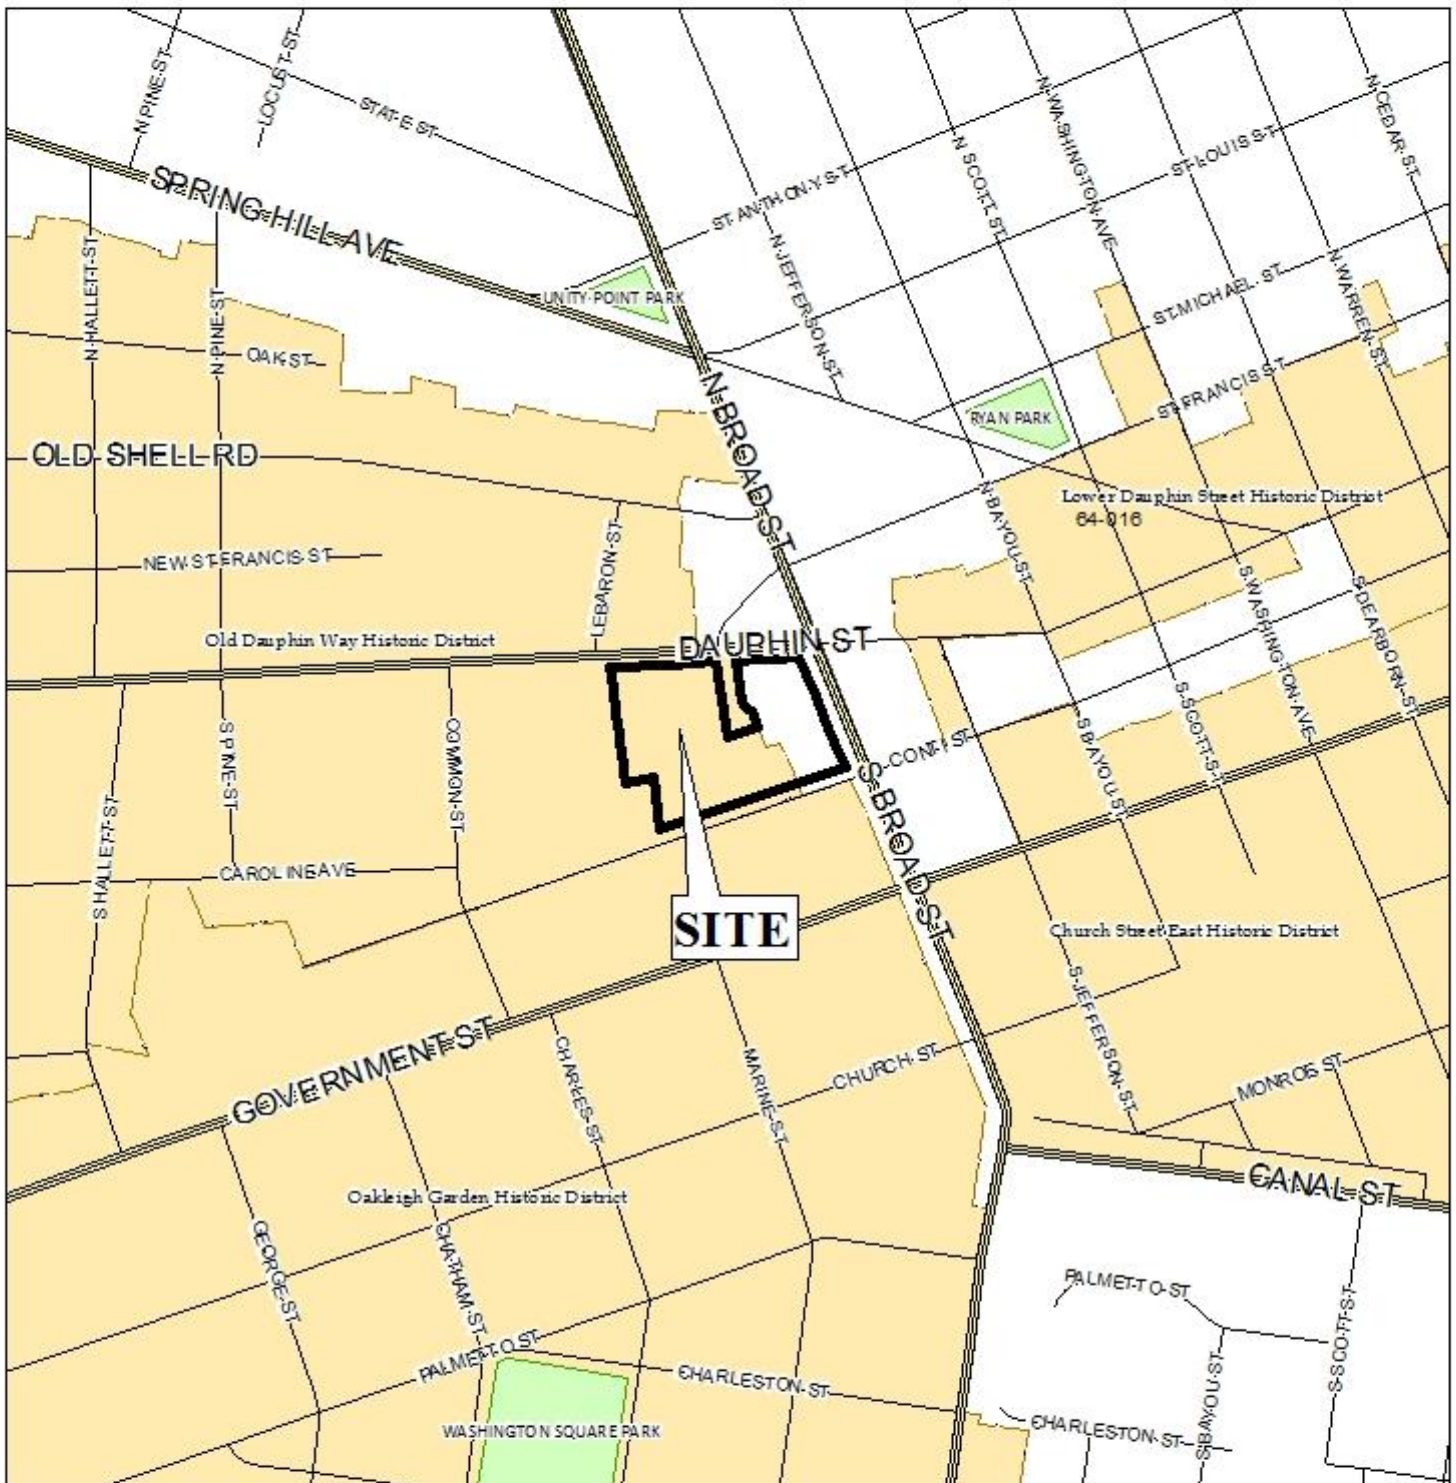 N PINE ST
LOCUST ST
STATE ST
SPRING HILL AVE
N HALLETT ST
N PINE ST
OAK ST
UNITY POINT PARK
ST ANTHONY ST
N JEFFERSON ST
N SCOTT ST
N WASHINGTON AVE
ST LOUIS ST
N CEDAR ST
ST MICHAEL ST
N WARREN ST
ST FRANCIS ST
RYAN PARK
N BROAD ST
OLD SHELL RD
NEW ST FRANCIS ST
LEBARON ST
N BAYOU ST
Lower Dauphin Street Historic District
64-016
S WASHINGTON AVE
S DEARBORN ST
Old Dauphin Way Historic District
DAUPHIN ST
S HALLETT ST
S PINE ST
COMMON ST
CONTI ST
S BAYOU ST
S SCOTT ST
CAROLINE AVE
S BROAD ST
SITE
Church Street East Historic District
S JEFFERSON ST
GOVERNMENT ST
CHARLES ST
MARINE ST
CHURCH ST
MONROE ST
CANAL ST
Oakleigh Garden Historic District
GEORGE ST
CHATHAM ST
PALMETTO ST
PALMETTO ST
CHARLESTON ST
WASHINGTON SQUARE PARK
CHARLESTON ST
S BAYOU ST
S SCOTT ST